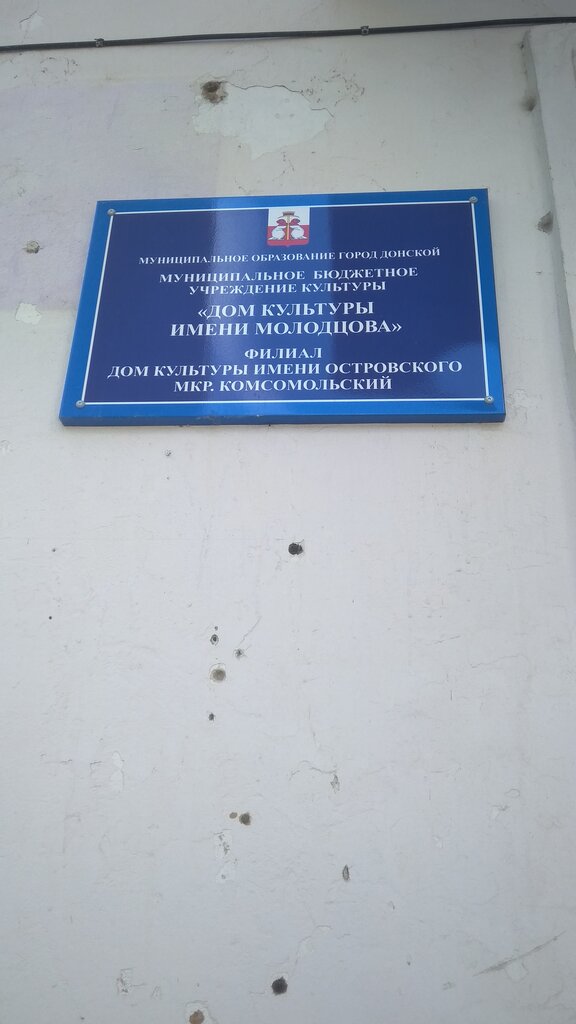 МУНИЦИПАЛЬНОЕ ОБРАЗОВАНИЕ ГОРОД ДОНСКОЙ
МУНИЦИПАЛЬНОЕ БЮДЖЕТНОЕ
УЧРЕЖДЕНИЕ КУЛЬТУРЫ
«ДОМ КУЛЬТУРЫ
ИМЕНИ МОЛОДЦОВА»
ФИЛИАЛ
ДОМ КУЛЬТУРЫ ИМЕНИ ОСТРОВСКОГО
МКР. КОМСОМОЛЬСКИЙ